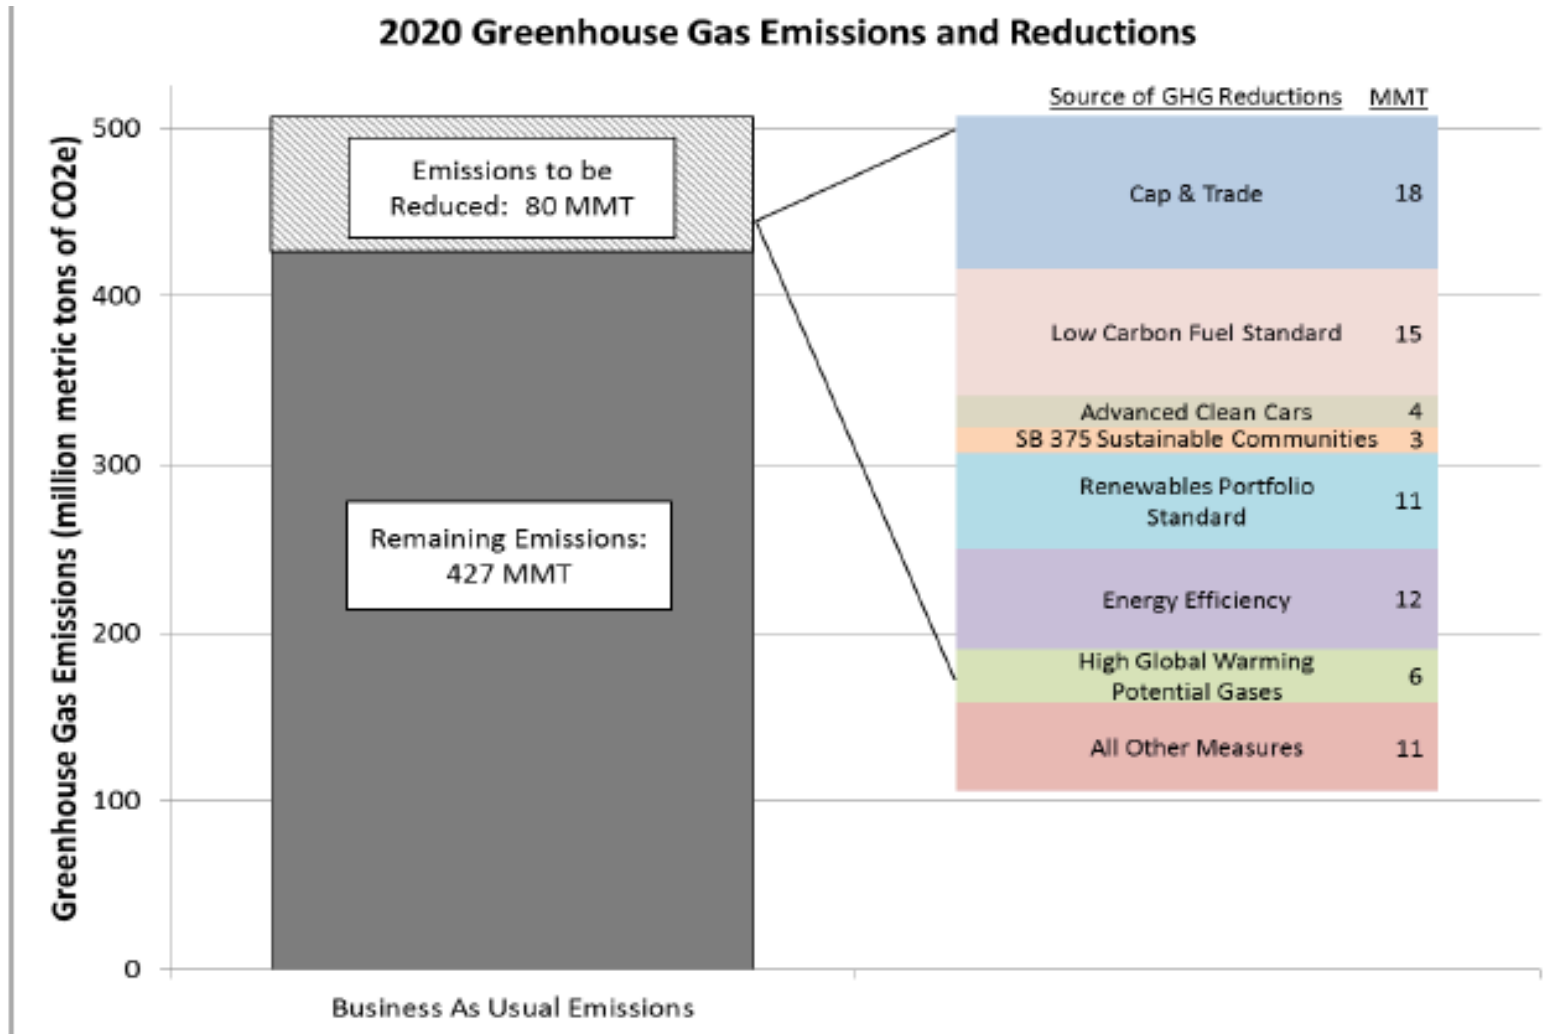 2020 Greenhouse Gas Emissions and Reductions
Greenhouse Gas Emissions (million metric tons of CO2e)
500
400
300
200
100
0
Emissions to be
Reduced: 80 MMT
Remaining Emissions:
427 MMT
Business As Usual Emissions
Source of GHG Reductions MMT
Cap & Trade 18
Low Carbon Fuel Standard 15
Advanced Clean Cars 4
SB 375 Sustainable Communities 3
Renewables Portfolio
Standard 11
Energy Efficiency 12
High Global Warming
Potential Gases 6
All Other Measures 11